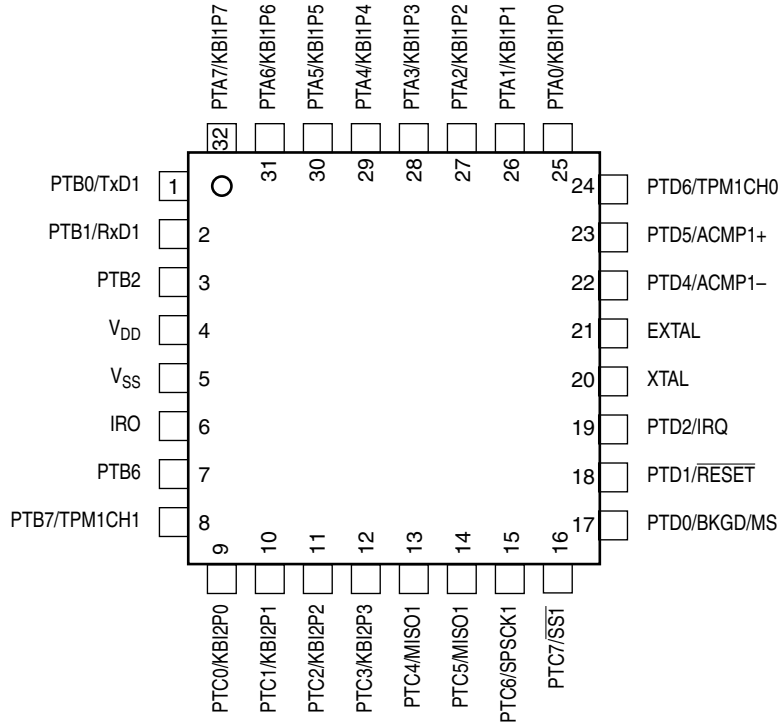 PTA7/KBI1P7
PTA6/KBI1P6
PTA5/KBI1P5
PTA4/KBI1P4
PTA3/KBI1P3
PTA2/KBI1P2
PTA1/KBI1P1
PTA0/KBI1P0
32
31
30
29
28
27
26
25
PTB0/TxD1
1
PTB1/RxD1
2
PTB2
3
VDD
4
VSS
5
IRO
6
PTB6
7
PTB7/TPM1CH1
8
24
PTD6/TPM1CH0
23
PTD5/ACMP1+
22
PTD4/ACMP1–
21
EXTAL
20
XTAL
19
PTD2/IRQ
18
PTD1/RESET
17
PTD0/BKGD/MS
9
10
11
12
13
14
15
16
PTC0/KBI2P0
PTC1/KBI2P1
PTC2/KBI2P2
PTC3/KBI2P3
PTC4/MISO1
PTC5/MISO1
PTC6/SPSCK1
PTC7/SS1